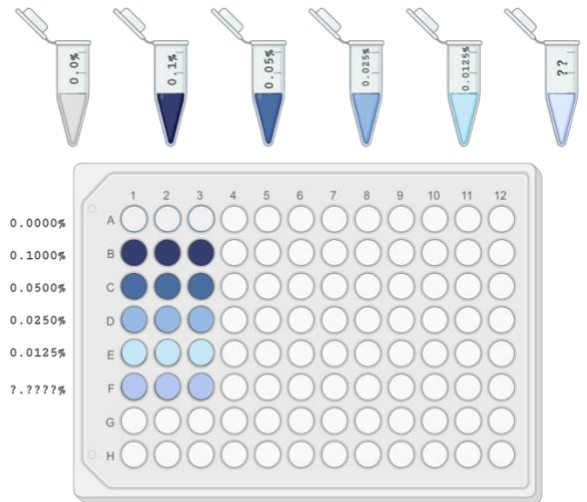 0.0%
0.1%
0.05%
0.025%
0.0125%
??
1 2 3 4 5 6 7 8 9 10 11 12
0.0000% A
0.1000% B
0.0500% C
0.0250% D
0.0125% E
?.????% F
G
H